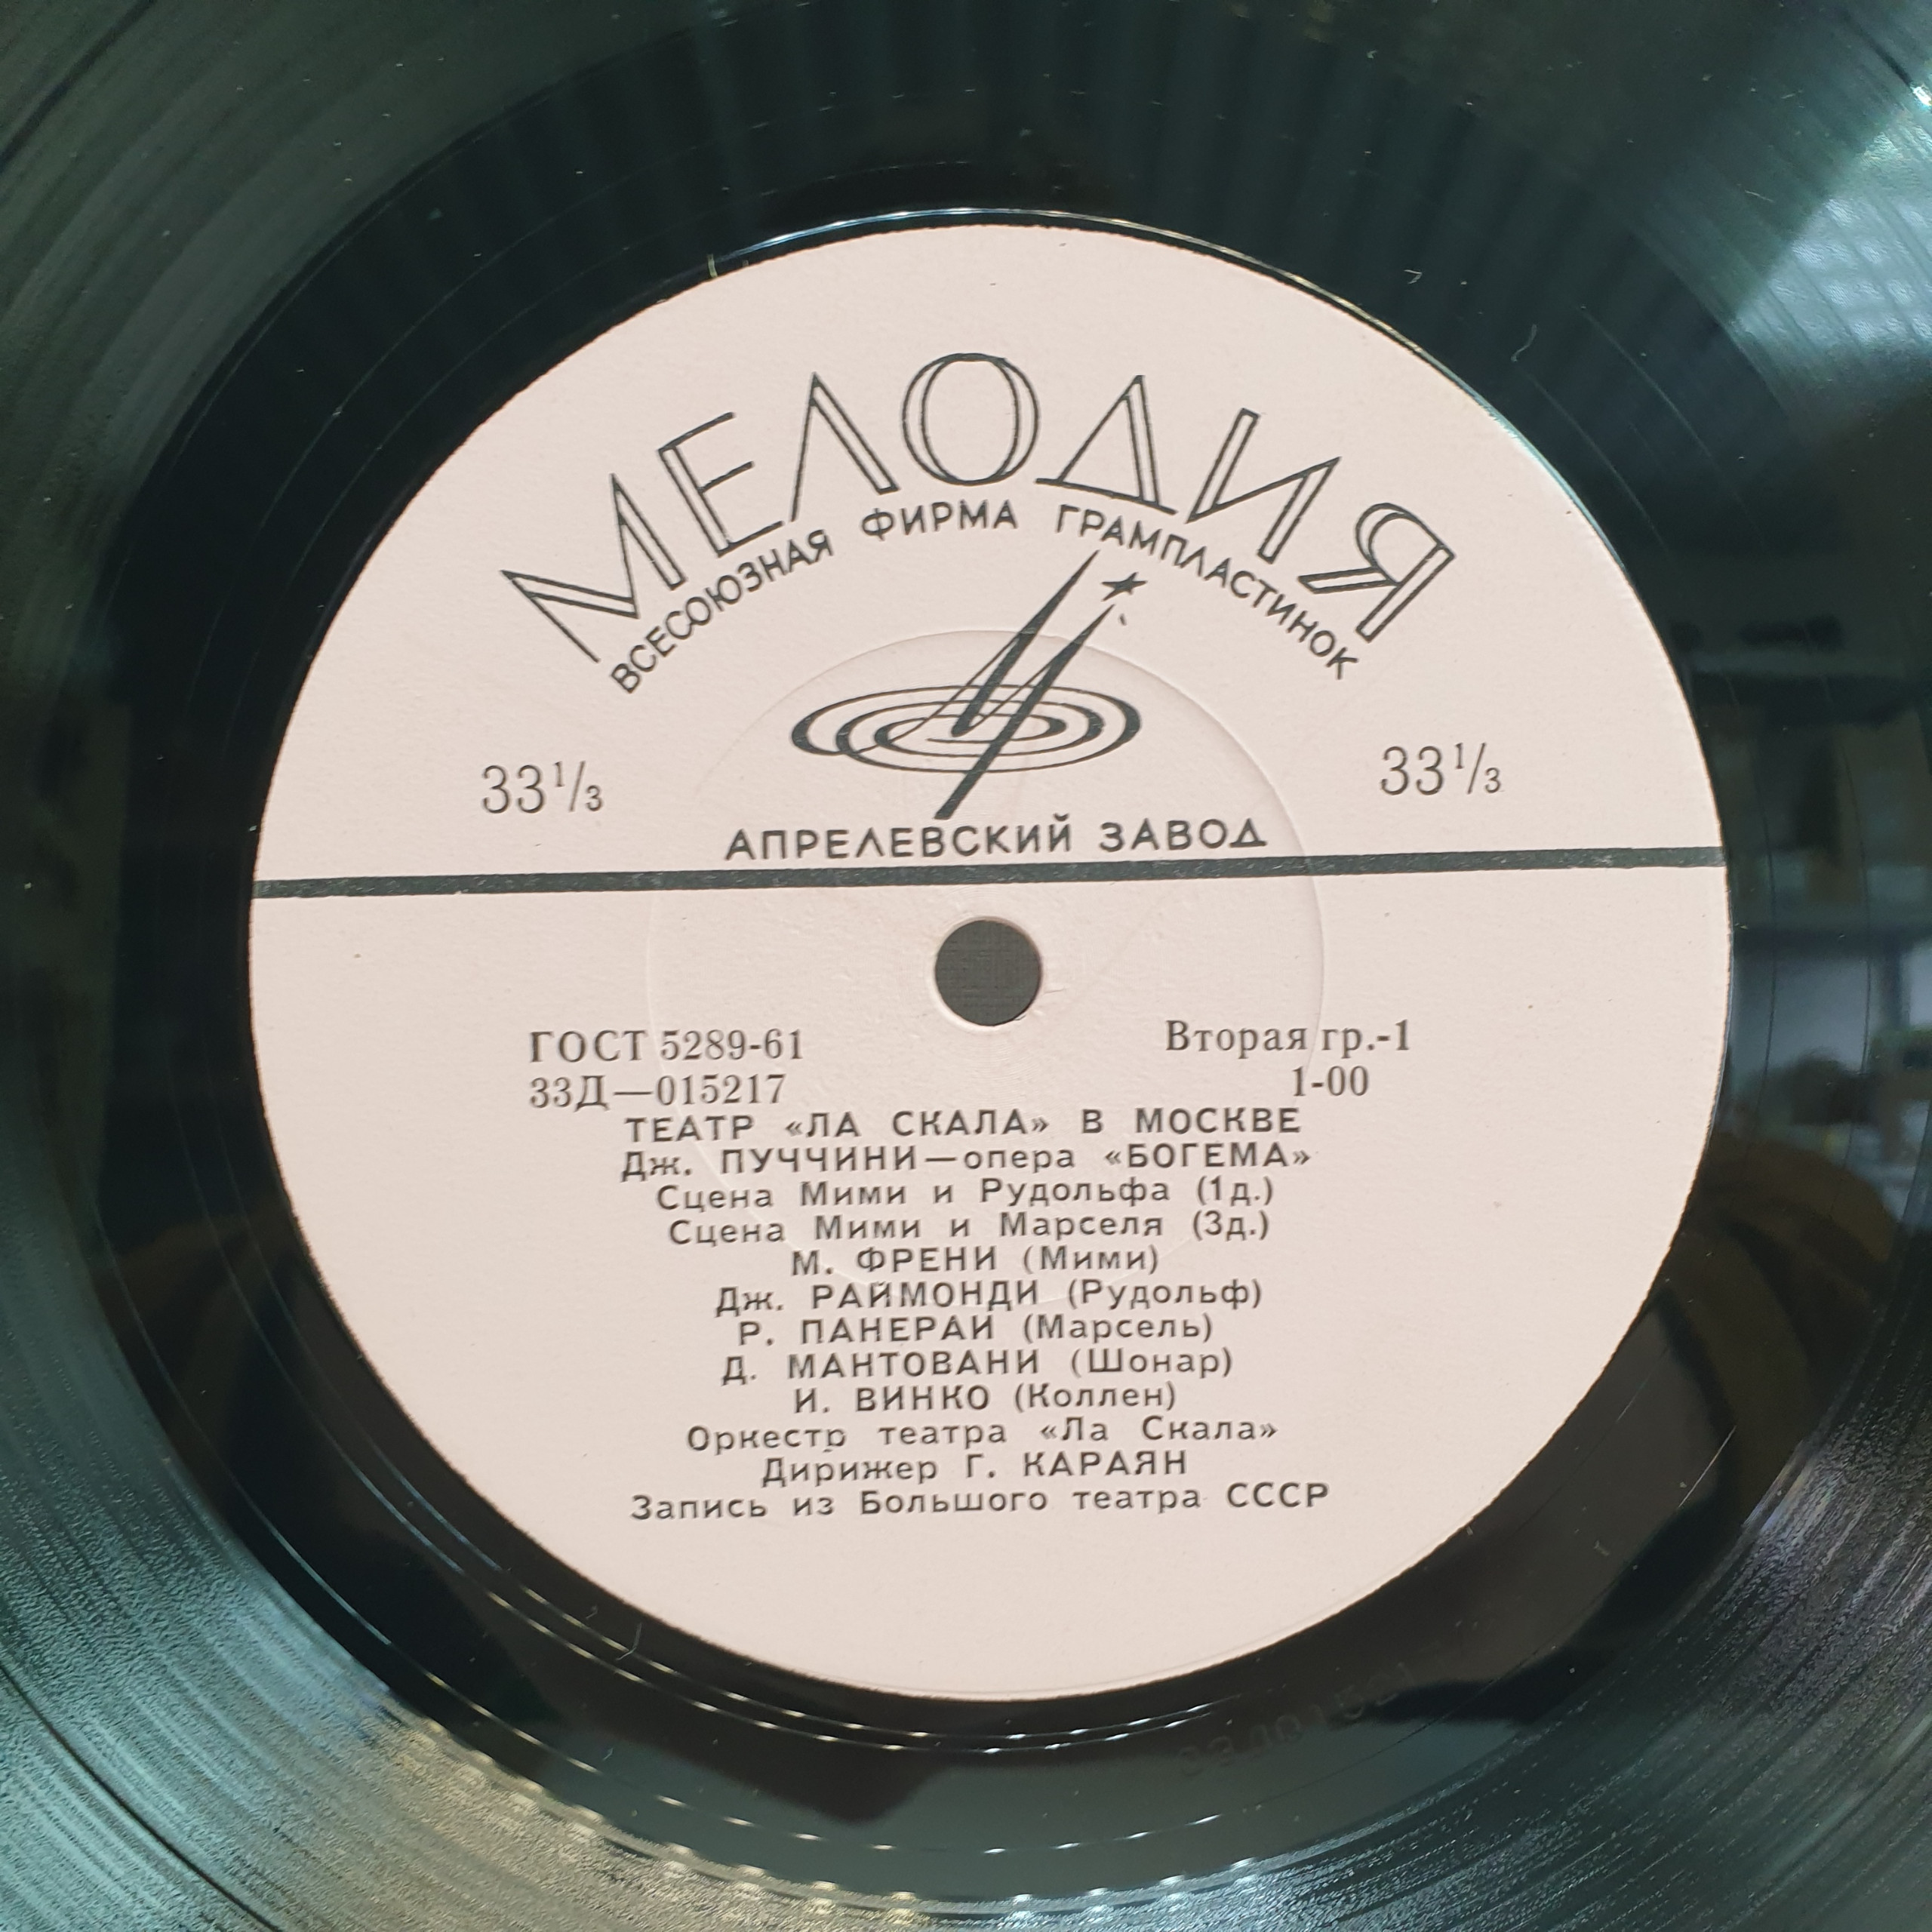 МЕЛОДИЯ
ВСЕСОЮЗНАЯ ФИРМА ГРАМПЛАСТИНОК
33⅓ 33⅓
АПРЕЛЕВСКИЙ ЗАВОД
ГОСТ 5289-61 Вторая гр.-1
33Д—015217 1-00
ТЕАТР «ЛА СКАЛА» В МОСКВЕ
Дж. ПУЧЧИНИ—опера «БОГЕМА»
Сцена Мими и Рудольфа (1д.)
Сцена Мими и Марселя (3д.)
М. ФРЕНИ (Мими)
Дж. РАЙМОНДИ (Рудольф)
Р. ПАНЕРАИ (Марсель)
Д. МАНТОВАНИ (Шонар)
И. ВИНКО (Коллен)
Оркестр театра «Ла Скала»
Дирижер Г. КАРАЯН
Запись из Большого театра СССР